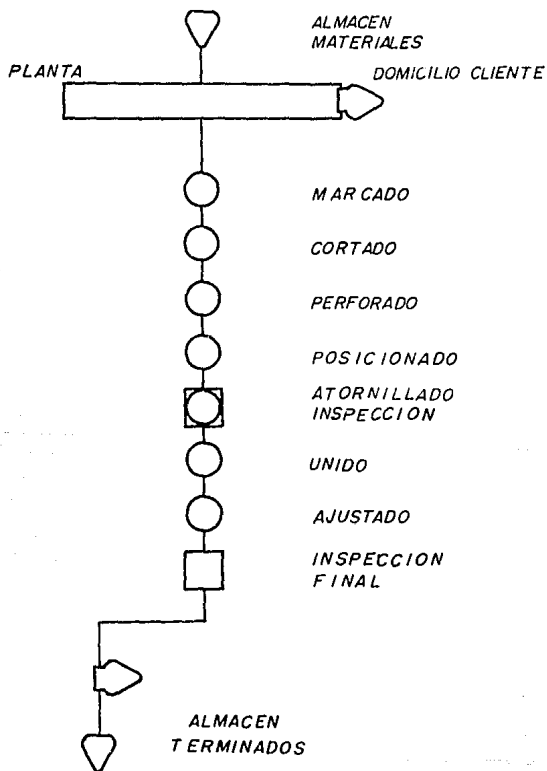 ALMACEN
MATERIALES
PLANTA
DOMICILIO CLIENTE
MARCADO
CORTADO
PERFORADO
POSICIONADO
ATORNILLADO
INSPECCION
UNIDO
AJUSTADO
INSPECCION
FINAL
ALMACEN
TERMINADOS